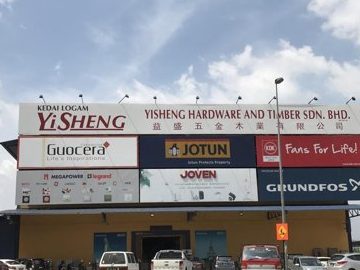 KEDAI LOGAM
YISHENG
YISHENG HARDWARE AND TIMBER SDN. BHD.
益盛五金木業有限公司
Guocera
Life's Inspirations
JOTUN
Jotun Protects Property
KDK
Fans For Life!
MEGAPOWER
legrand
JOVEN
GRUNDFOS